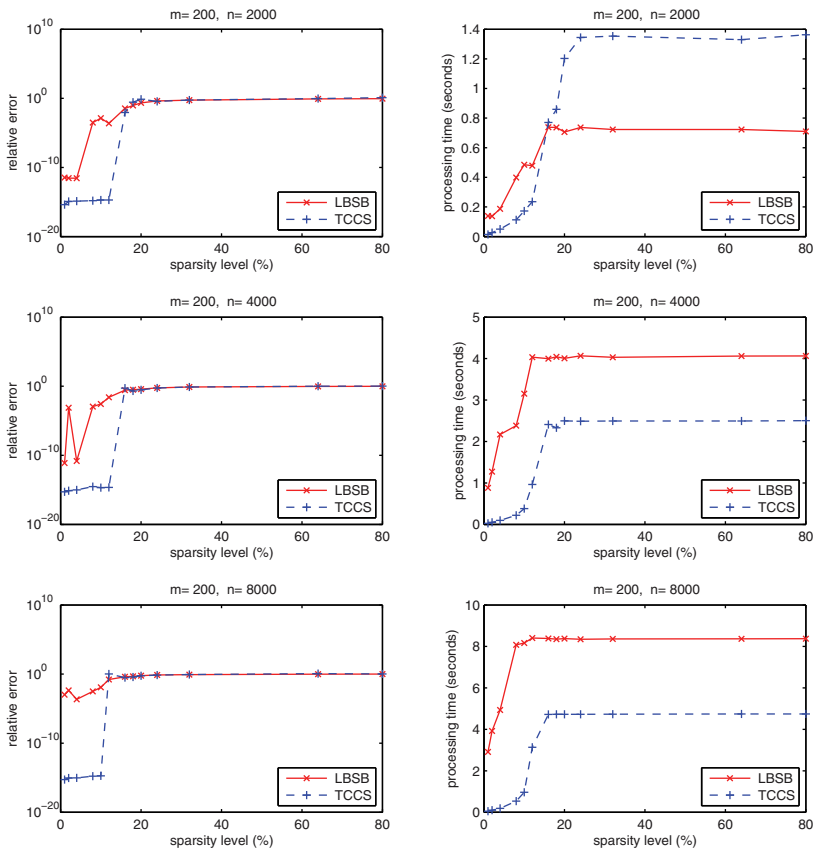 m= 200, n= 2000
relative error
10^10
10^0
10^−10
10^−20
0 20 40 60 80
sparsity level (%)
LBSB
TCCS
m= 200, n= 2000
processing time (seconds)
1.4
1.2
1
0.8
0.6
0.4
0.2
0
0 20 40 60 80
sparsity level (%)
LBSB
TCCS
m= 200, n= 4000
relative error
10^10
10^0
10^−10
10^−20
0 20 40 60 80
sparsity level (%)
LBSB
TCCS
m= 200, n= 4000
processing time (seconds)
5
4
3
2
1
0
0 20 40 60 80
sparsity level (%)
LBSB
TCCS
m= 200, n= 8000
relative error
10^10
10^0
10^−10
10^−20
0 20 40 60 80
sparsity level (%)
LBSB
TCCS
m= 200, n= 8000
processing time (seconds)
10
8
6
4
2
0
0 20 40 60 80
sparsity level (%)
LBSB
TCCS